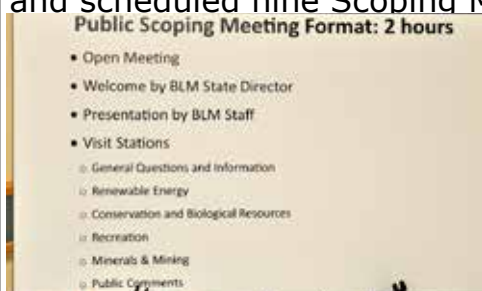 and scheduled nine Scoping M
Public Scoping Meeting Format: 2 hours
• Open Meeting
• Welcome by BLM State Director
• Presentation by BLM Staff
• Visit Stations
General Questions and Information
Renewable Energy
Conservation and Biological Resources
Recreation
Minerals & Mining
Public Comments